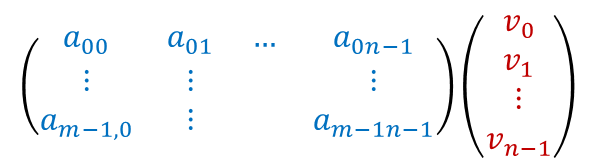 a₀₀ a₀₁ … a₀ₙ₋₁ v₀
⋮ ⋮ ⋮ v₁
⋮
aₘ₋₁,₀ ⋮ aₘ₋₁ₙ₋₁ vₙ₋₁